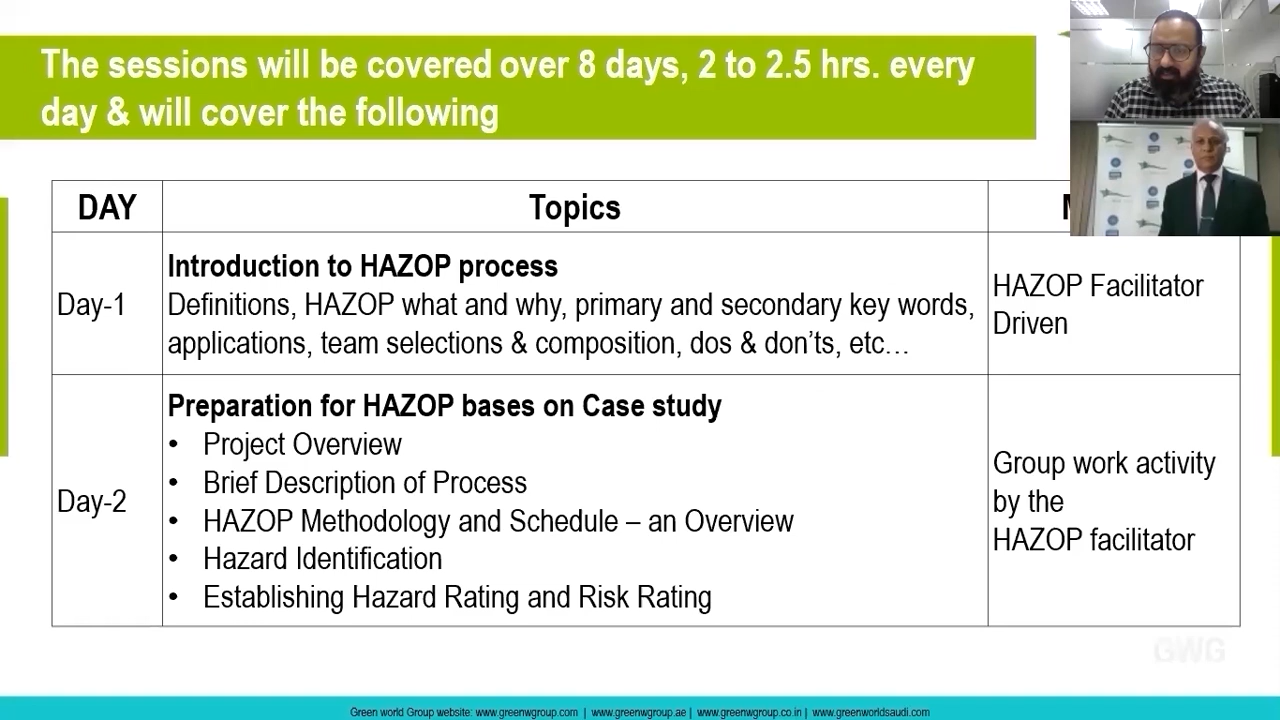 The sessions will be covered over 8 days, 2 to 2.5 hrs. every
day & will cover the following
DAY
Topics
Day-1
Introduction to HAZOP process
Definitions, HAZOP what and why, primary and secondary key words,
applications, team selections & composition, dos & don’ts, etc…
HAZOP Facilitator
Driven
Day-2
Preparation for HAZOP bases on Case study
• Project Overview
• Brief Description of Process
• HAZOP Methodology and Schedule – an Overview
• Hazard Identification
• Establishing Hazard Rating and Risk Rating
Group work activity
by the
HAZOP facilitator
GWG
Green world Group website: www.greenwgroup.com | www.greenwgroup.ae | www.greenwgroup.co.in | www.greenworldsaudi.com